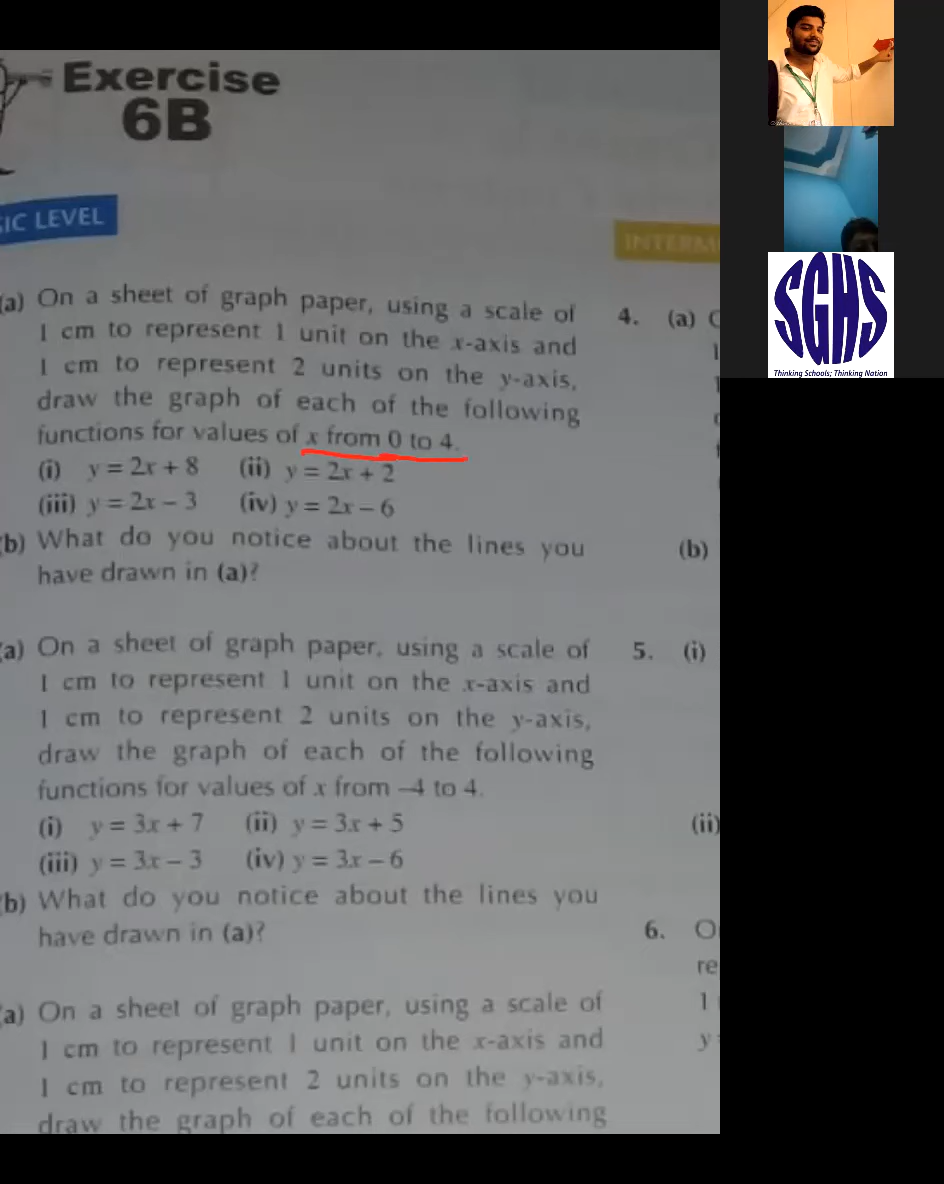 Exercise
6B
SIC LEVEL
INTERM
(a) On a sheet of graph paper, using a scale of
1 cm to represent 1 unit on the x-axis and
1 cm to represent 2 units on the y-axis,
draw the graph of each of the following
functions for values of x from 0 to 4.
(i) y = 2x + 8 (ii) y = 2x + 2
(iii) y = 2x – 3 (iv) y = 2x – 6
(b) What do you notice about the lines you
have drawn in (a)?
(a) On a sheet of graph paper, using a scale of
1 cm to represent 1 unit on the x-axis and
1 cm to represent 2 units on the y-axis,
draw the graph of each of the following
functions for values of x from –4 to 4.
(i) y = 3x + 7 (ii) y = 3x + 5
(iii) y = 3x – 3 (iv) y = 3x – 6
(b) What do you notice about the lines you
have drawn in (a)?
(a) On a sheet of graph paper, using a scale of
1 cm to represent 1 unit on the x-axis and
1 cm to represent 2 units on the y-axis,
draw the graph of each of the following
4. (a)
(b)
5. (i)
(ii)
6. O
re
1
y
SGHS
Thinking Schools; Thinking Nation